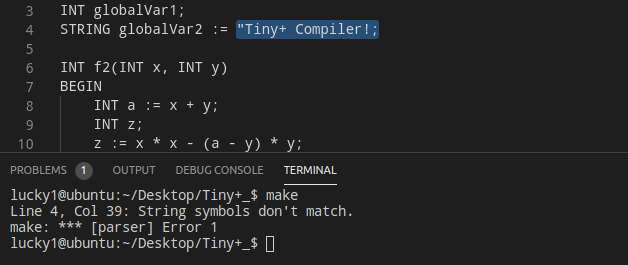 3 INT globalVar1;
4 STRING globalVar2 := "Tiny+ Compiler!;
5
6 INT f2(INT x, INT y)
7 BEGIN
8 INT a := x + y;
9 INT z;
10 z := x * x - (a - y) * y;
PROBLEMS 1 OUTPUT DEBUG CONSOLE TERMINAL
lucky1@ubuntu:~/Desktop/Tiny+_$ make
Line 4, Col 39: String symbols don't match.
make: *** [parser] Error 1
lucky1@ubuntu:~/Desktop/Tiny+_$